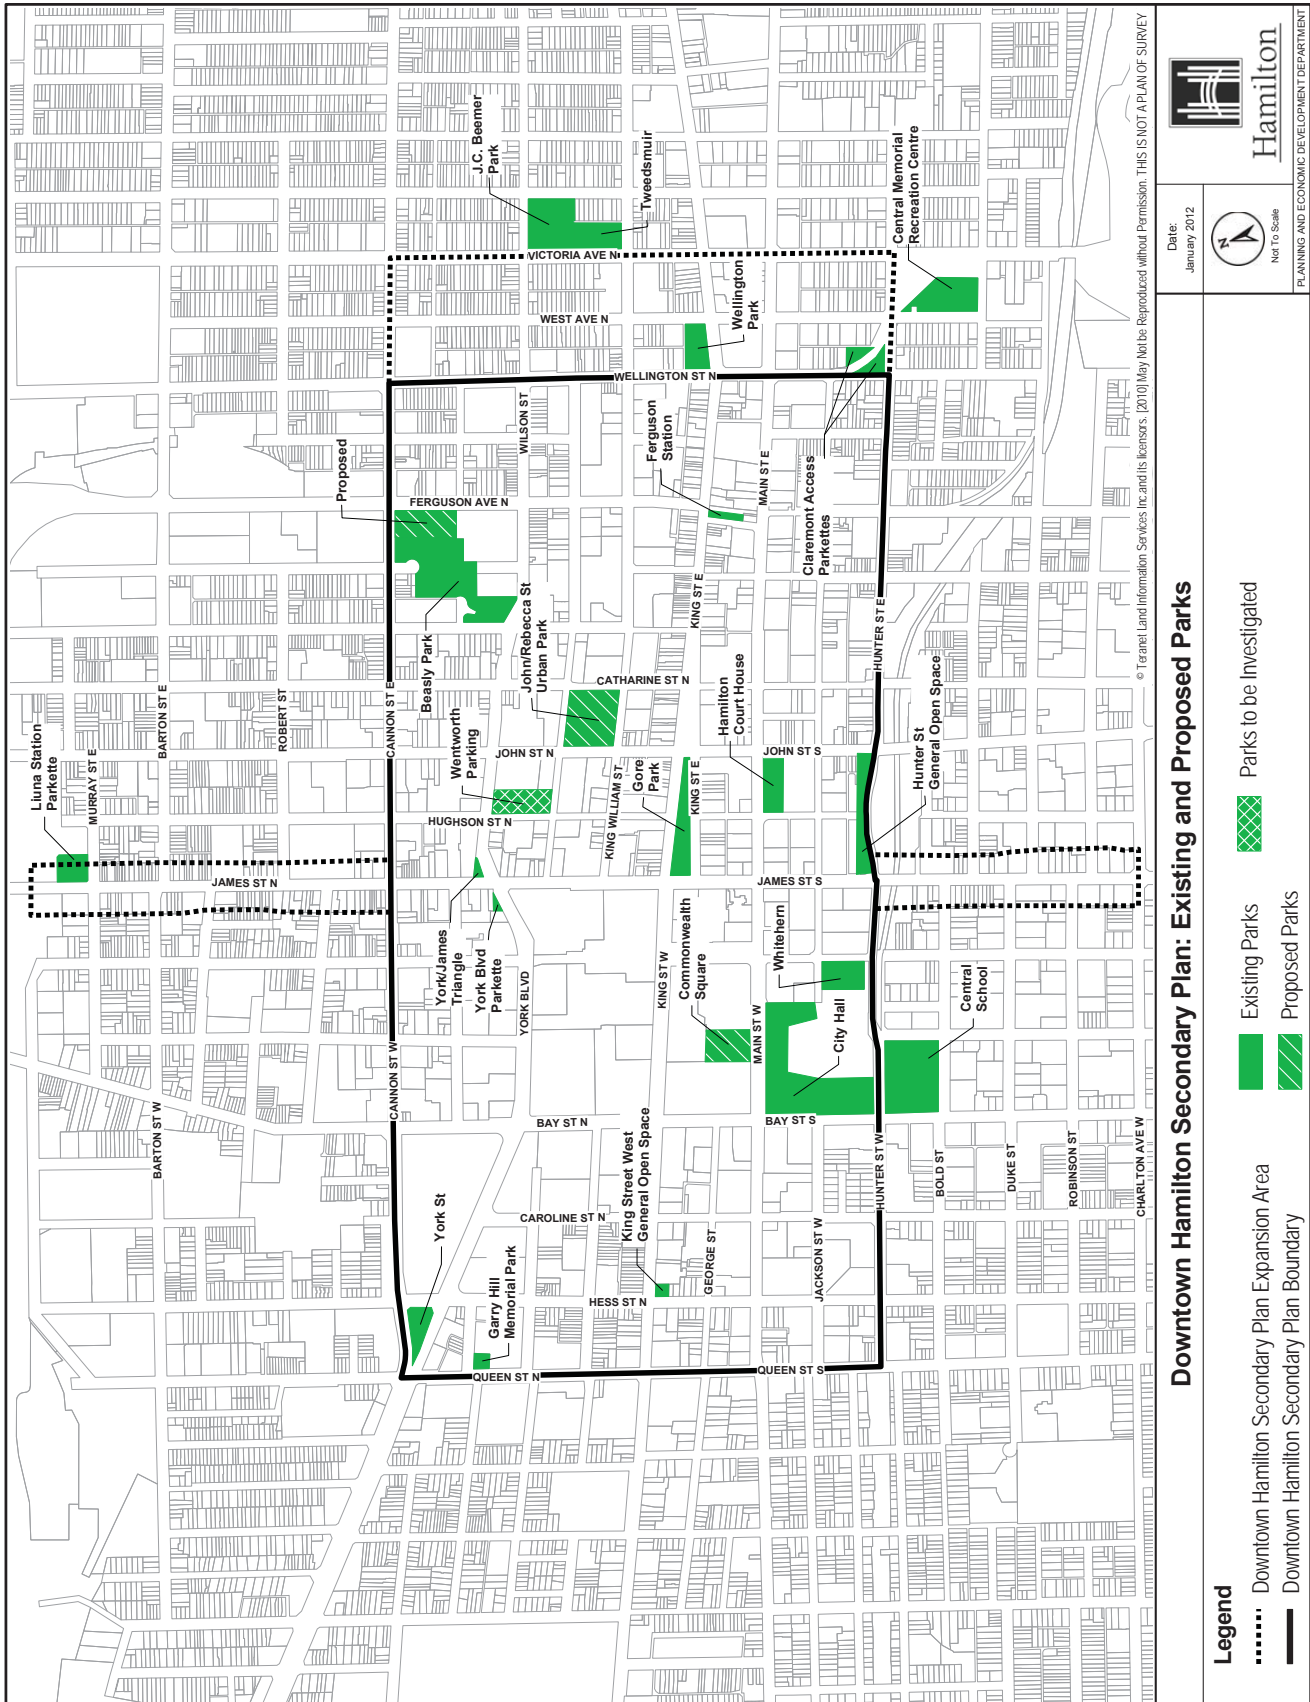 Liuna Station
Parkette
MURRAY ST E
BARTON ST E
ROBERT ST
JAMES ST N
BARTON ST W
CANNON ST E
CANNON ST W
Proposed
FERGUSON AVE N
Beasly Park
WILSON ST
John/Rebecca St
Urban Park
CATHARINE ST N
Wentworth
Parking
JOHN ST N
HUGHSON ST N
KING WILLIAM ST
Gore
Park
KING ST E
KING ST E
York/James
Triangle
York Blvd
Parkette
YORK BLVD
BAY ST N
York St
CAROLINE ST N
Garry Hill
Memorial Park
QUEEN ST N
HESS ST N
King Street West
General Open Space
GEORGE ST
KING ST W
Commonwealth
Square
MAIN ST W
Whitehern
City Hall
BAY ST S
JACKSON ST W
QUEEN ST S
HUNTER ST W
Central
School
BOLD ST
DUKE ST
ROBINSON ST
CHARLTON AVE W
JAMES ST S
Hamilton
Court House
JOHN ST S
Hunter St
General Open Space
HUNTER ST E
Ferguson
Station
MAIN ST E
Claremont Access
Parkettes
WELLINGTON ST N
Wellington
Park
WEST AVE N
VICTORIA AVE N
J.C. Beemer
Park
Tweedsmuir
Central Memorial
Recreation Centre
© Teranet Land Information Services Inc. and its licensors. [2010] May Not be Reproduced without Permission. THIS IS NOT A PLAN OF SURVEY
Downtown Hamilton Secondary Plan: Existing and Proposed Parks
Legend
Downtown Hamilton Secondary Plan Expansion Area
Downtown Hamilton Secondary Plan Boundary
Existing Parks
Proposed Parks
Parks to be Investigated
Date:
January 2012
N
Not To Scale
Hamilton
PLANNING AND ECONOMIC DEVELOPMENT DEPARTMENT